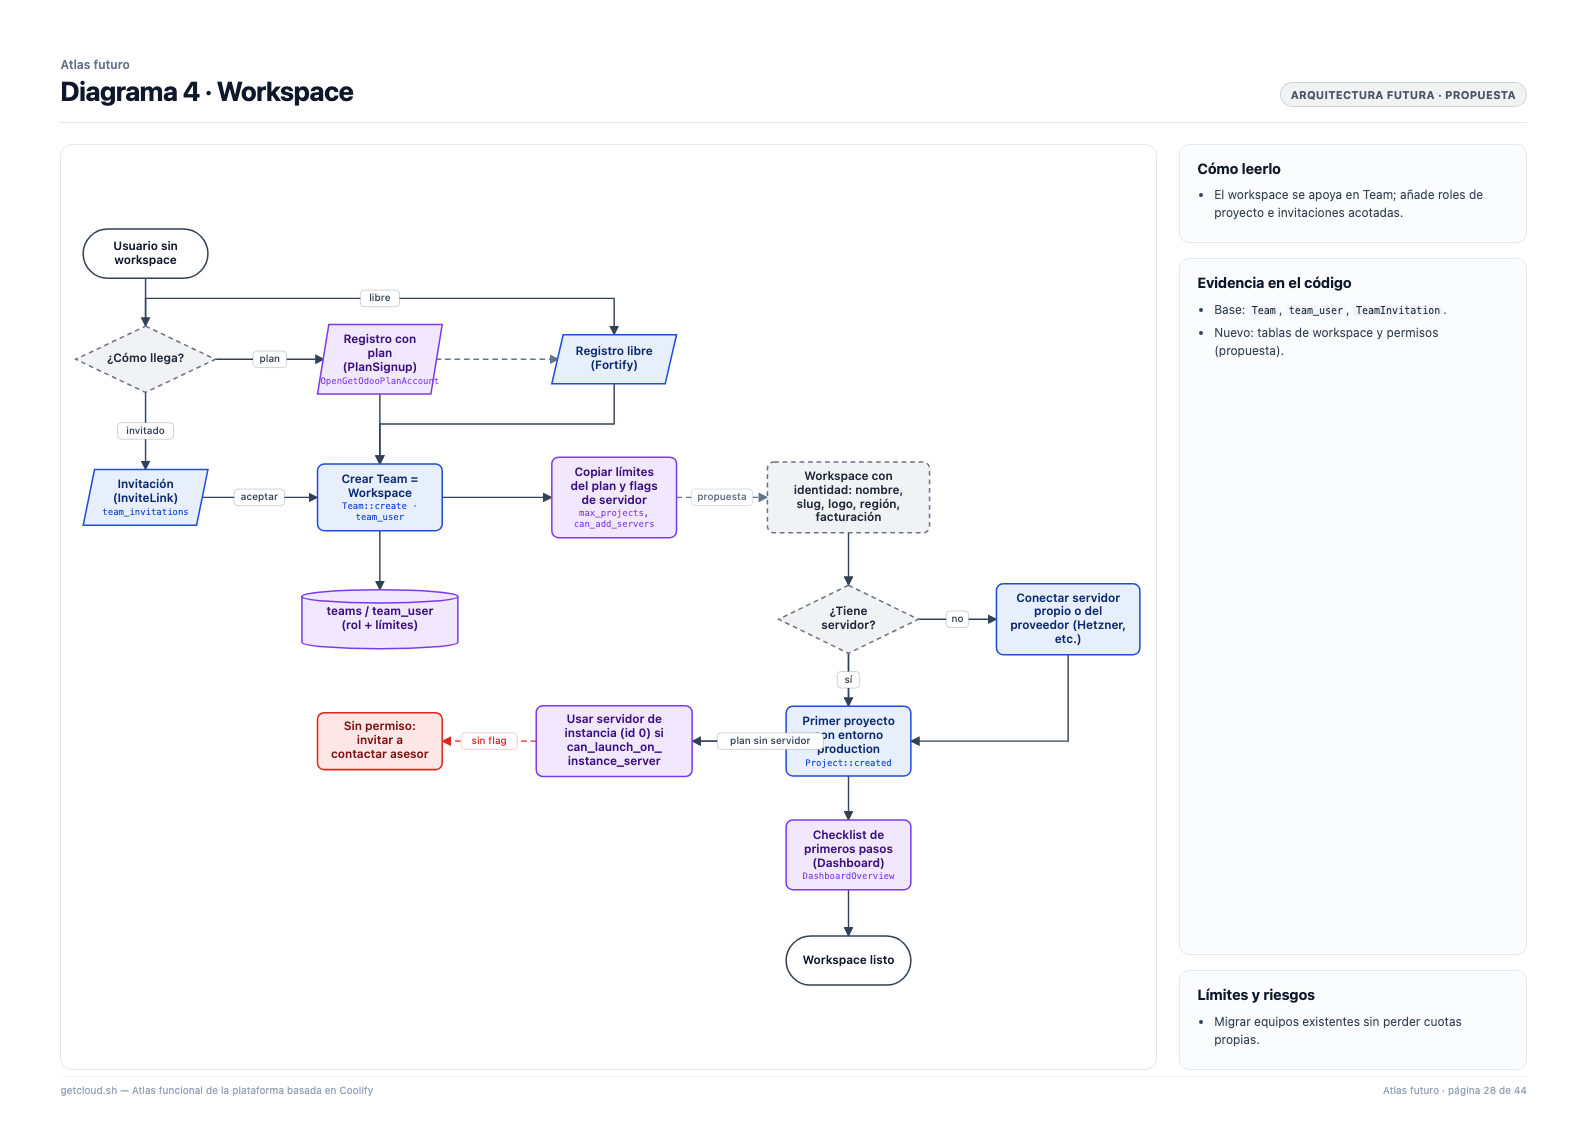 Atlas futuro
Diagrama 4 · Workspace
ARQUITECTURA FUTURA · PROPUESTA
Usuario sin
workspace
libre
¿Cómo llega?
plan
Registro con
plan
(PlanSignup)
OpenGetOdooPlanAccount
Registro libre
(Fortify)
invitado
Invitación
(InviteLink)
team_invitations
aceptar
Crear Team =
Workspace
Team::create ·
team_user
Copiar límites
del plan y flags
de servidor
max_projects,
can_add_servers
propuesta
Workspace con
identidad: nombre,
slug, logo, región,
facturación
teams / team_user
(rol + límites)
¿Tiene
servidor?
no
Conectar servidor
propio o del
proveedor (Hetzner,
etc.)
sí
Sin permiso:
invitar a
contactar asesor
sin flag
Usar servidor de
instancia (id 0) si
can_launch_on_
instance_server
plan sin servidor
Primer proyecto
con entorno
production
Project::created
Checklist de
primeros pasos
(Dashboard)
DashboardOverview
Workspace listo
Cómo leerlo
• El workspace se apoya en Team; añade roles de
proyecto e invitaciones acotadas.
Evidencia en el código
• Base: Team, team_user, TeamInvitation.
• Nuevo: tablas de workspace y permisos
(propuesta).
Límites y riesgos
• Migrar equipos existentes sin perder cuotas
propias.
getcloud.sh — Atlas funcional de la plataforma basada en Coolify
Atlas futuro · página 28 de 44